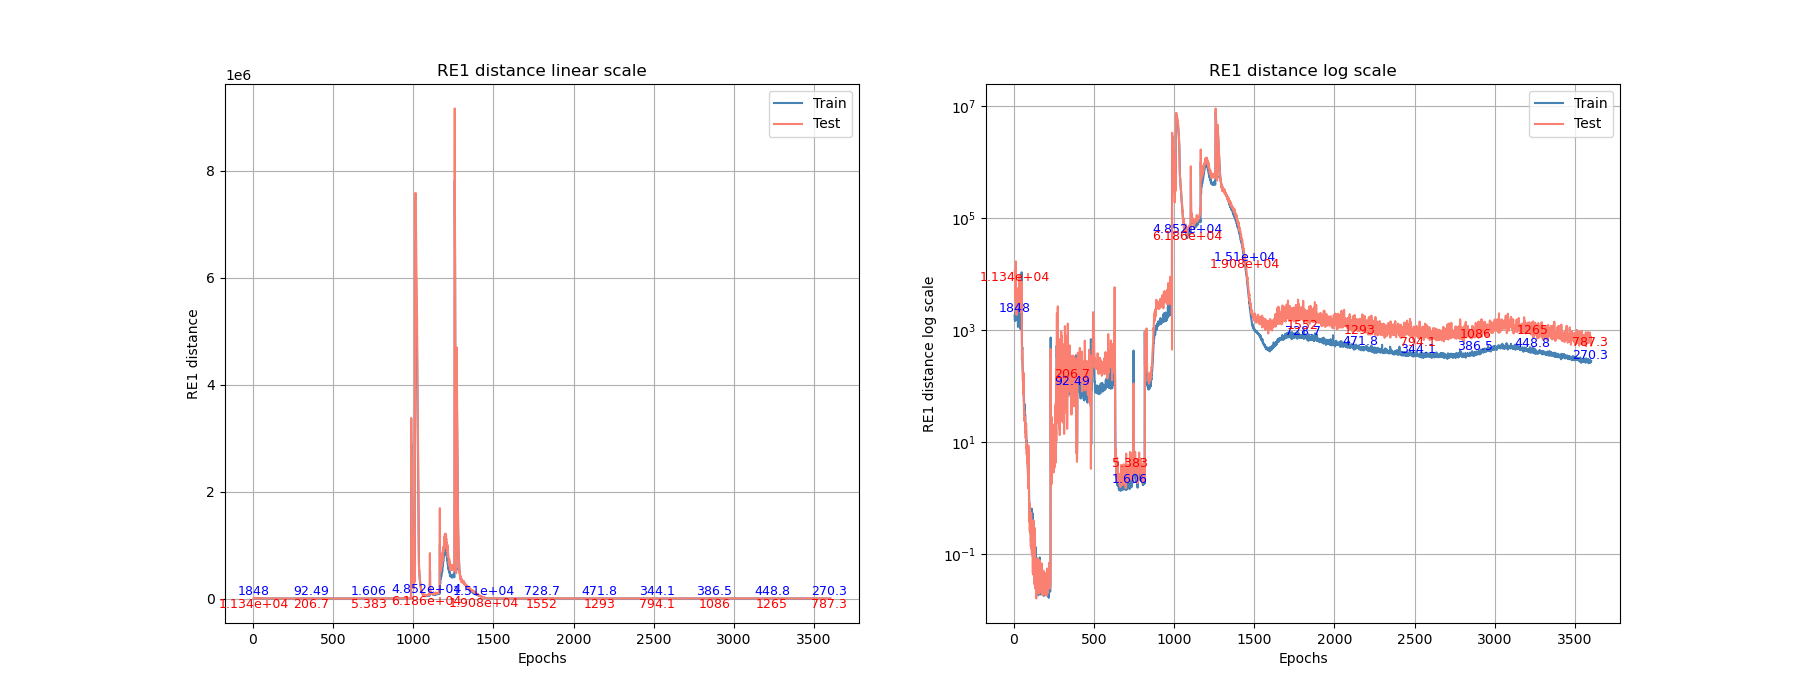 RE1 distance linear scale
1e6
RE1 distance
8
6
4
2
0
Train
Test
1848
92.49
1.606
4.852e+04
1.51e+04
728.7
471.8
344.1
386.5
448.8
270.3
1.134e+04
206.7
5.383
6.186e+04
1.908e+04
1552
1293
794.1
1086
1265
787.3
0
500
1000
1500
2000
2500
3000
3500
Epochs
RE1 distance log scale
RE1 distance log scale
10^7
10^5
10^3
10^1
10^−1
Train
Test
1.134e+04
1848
206.7
92.49
5.383
1.606
4.852e+04
6.186e+04
1.51e+04
1.908e+04
1552
728.7
1293
471.8
794.1
344.1
1086
386.5
1265
448.8
787.3
270.3
0
500
1000
1500
2000
2500
3000
3500
Epochs